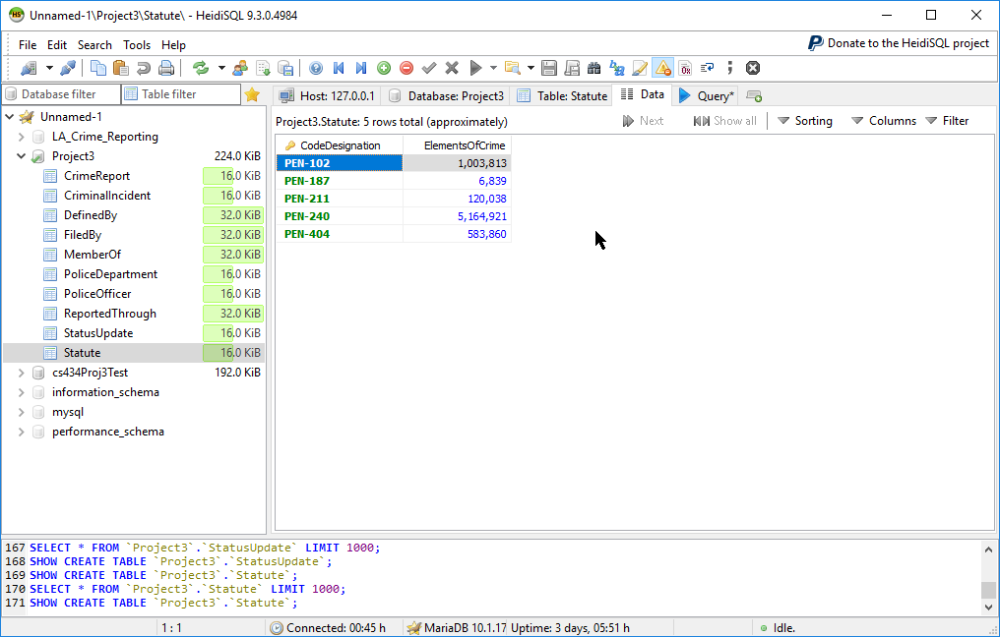 Unnamed-1\Project3\Statute\ - HeidiSQL 9.3.0.4984
File Edit Search Tools Help
Donate to the HeidiSQL project
Database filter Table filter
Host: 127.0.0.1 Database: Project3 Table: Statute Data Query*
Unnamed-1
LA_Crime_Reporting
Project3 224.0 KiB
CrimeReport 16.0 KiB
CriminalIncident 16.0 KiB
DefinedBy 32.0 KiB
FiledBy 32.0 KiB
MemberOf 32.0 KiB
PoliceDepartment 16.0 KiB
PoliceOfficer 16.0 KiB
ReportedThrough 32.0 KiB
StatusUpdate 16.0 KiB
Statute 16.0 KiB
cs434Proj3Test 192.0 KiB
information_schema
mysql
performance_schema
Project3.Statute: 5 rows total (approximately)
Next Show all Sorting Columns Filter
CodeDesignation ElementsOfCrime
PEN-102 1,003,813
PEN-187 6,839
PEN-211 120,038
PEN-240 5,164,921
PEN-404 583,860
167 SELECT * FROM `Project3`.`StatusUpdate` LIMIT 1000;
168 SHOW CREATE TABLE `Project3`.`StatusUpdate`;
169 SHOW CREATE TABLE `Project3`.`Statute`;
170 SELECT * FROM `Project3`.`Statute` LIMIT 1000;
171 SHOW CREATE TABLE `Project3`.`Statute`;
1 : 1 Connected: 00:45 h MariaDB 10.1.17 Uptime: 3 days, 05:51 h Idle.